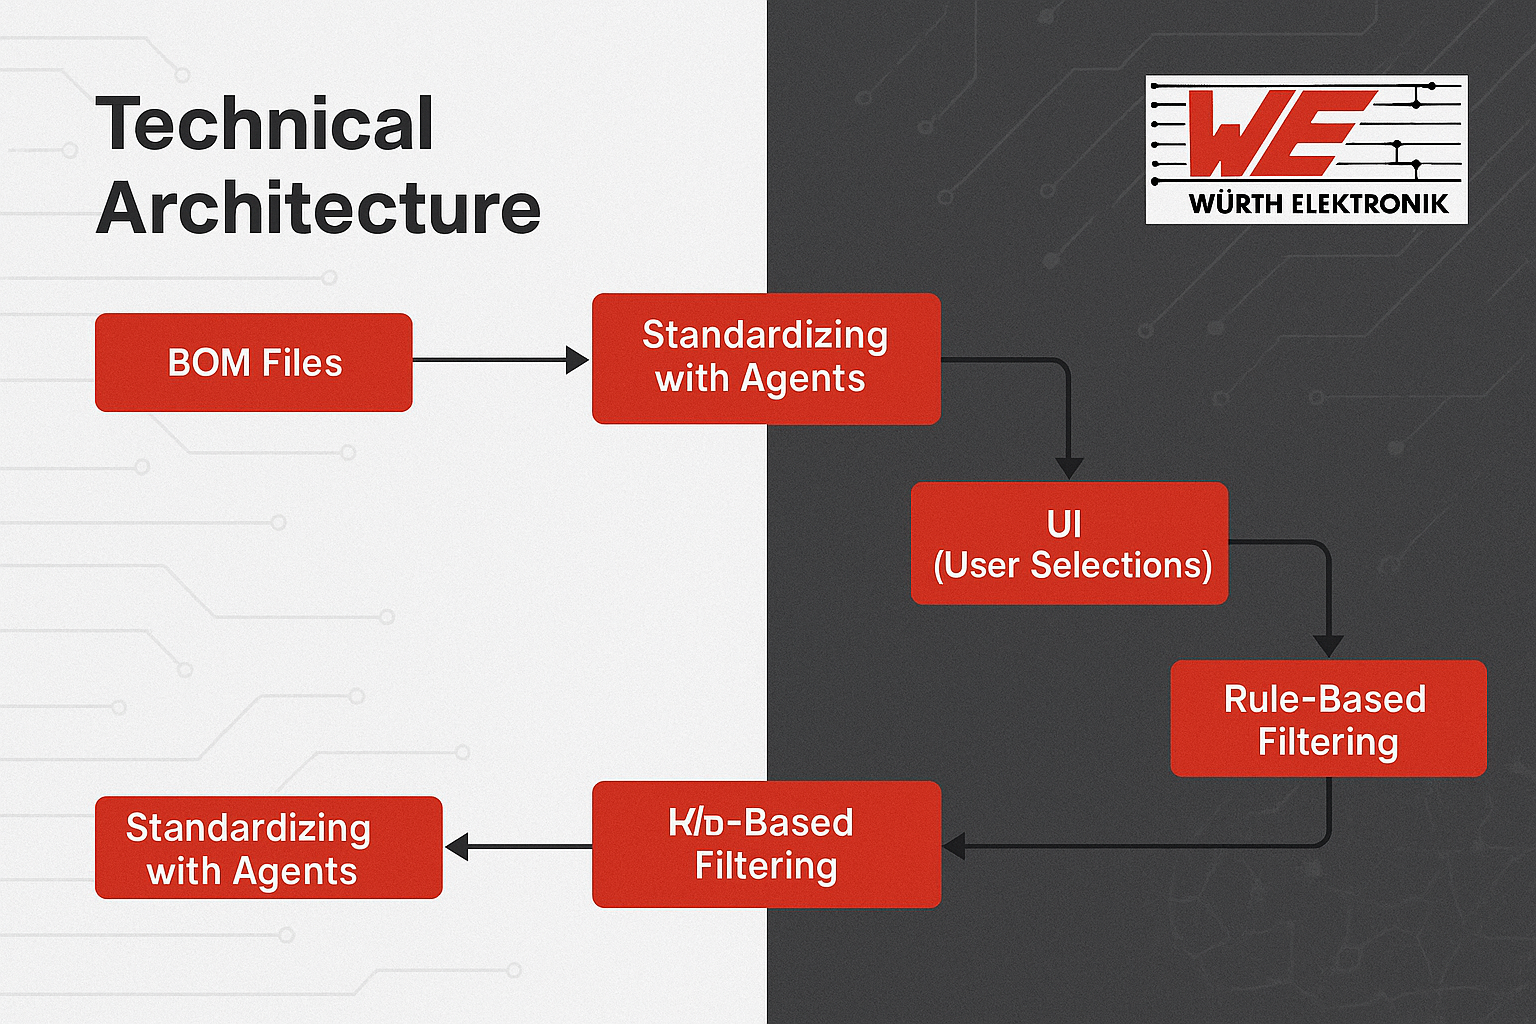 Technical
Architecture
WE
WÜRTH ELEKTRONIK
BOM Files
Standardizing
with Agents
UI
(User Selections)
Rule-Based
Filtering
-Based
Filtering
Standardizing
with Agents